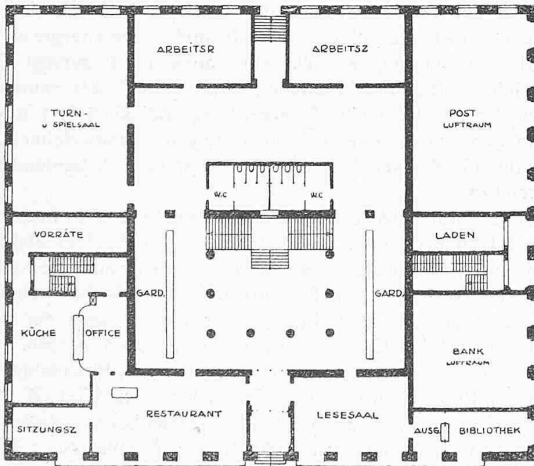 ARBEITSR
ARBEITSZ
TURN-
U SPIELSAAL
POST
LUFTRAUM
W.C
W.C
VORRÄTE
LADEN
GARD.
GARD.
KÜCHE
OFFICE
BANK
LUFTRAUM
RESTAURANT
LESESAAL
SITZUNGSZ
AUSG.
BIBLIOTHEK